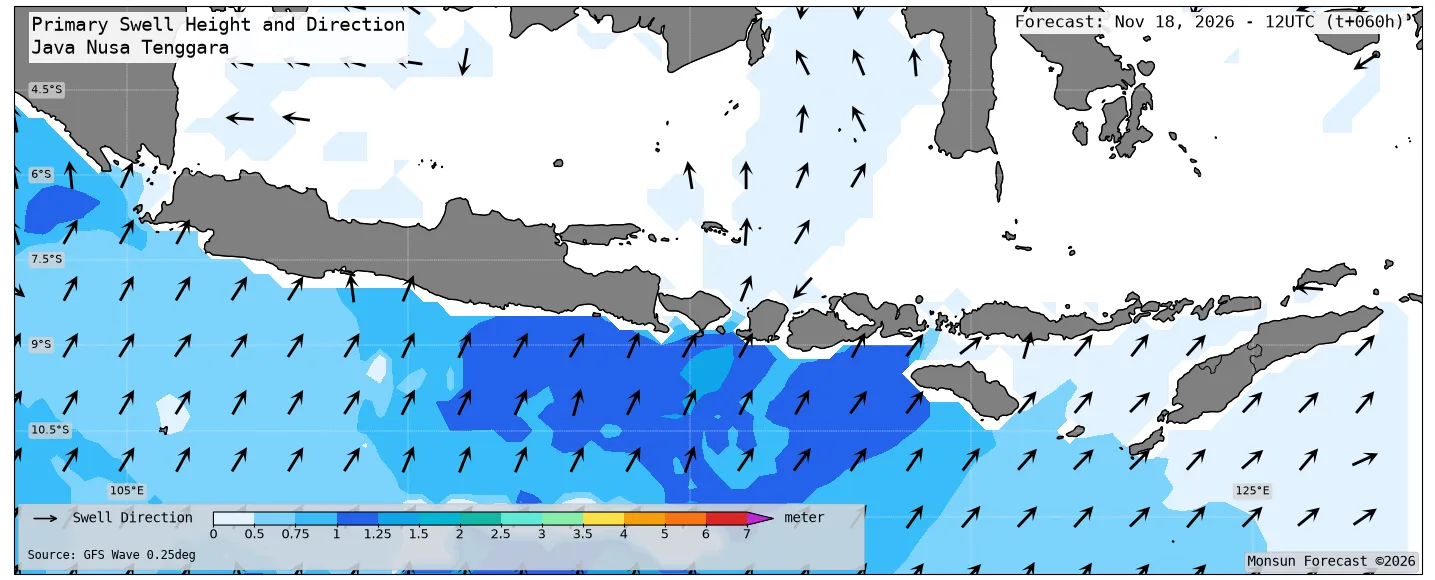 Primary Swell Height and Direction
Java Nusa Tenggara
Forecast: Nov 18, 2026 - 12UTC (t+060h)
4.5°S
6°S
7.5°S
9°S
10.5°S
105°E
125°E
Swell Direction
0 0.5 0.75 1 1.25 1.5 2 2.5 3 3.5 4 5 6 7
meter
Source: GFS Wave 0.25deg
Monsun Forecast ©2026